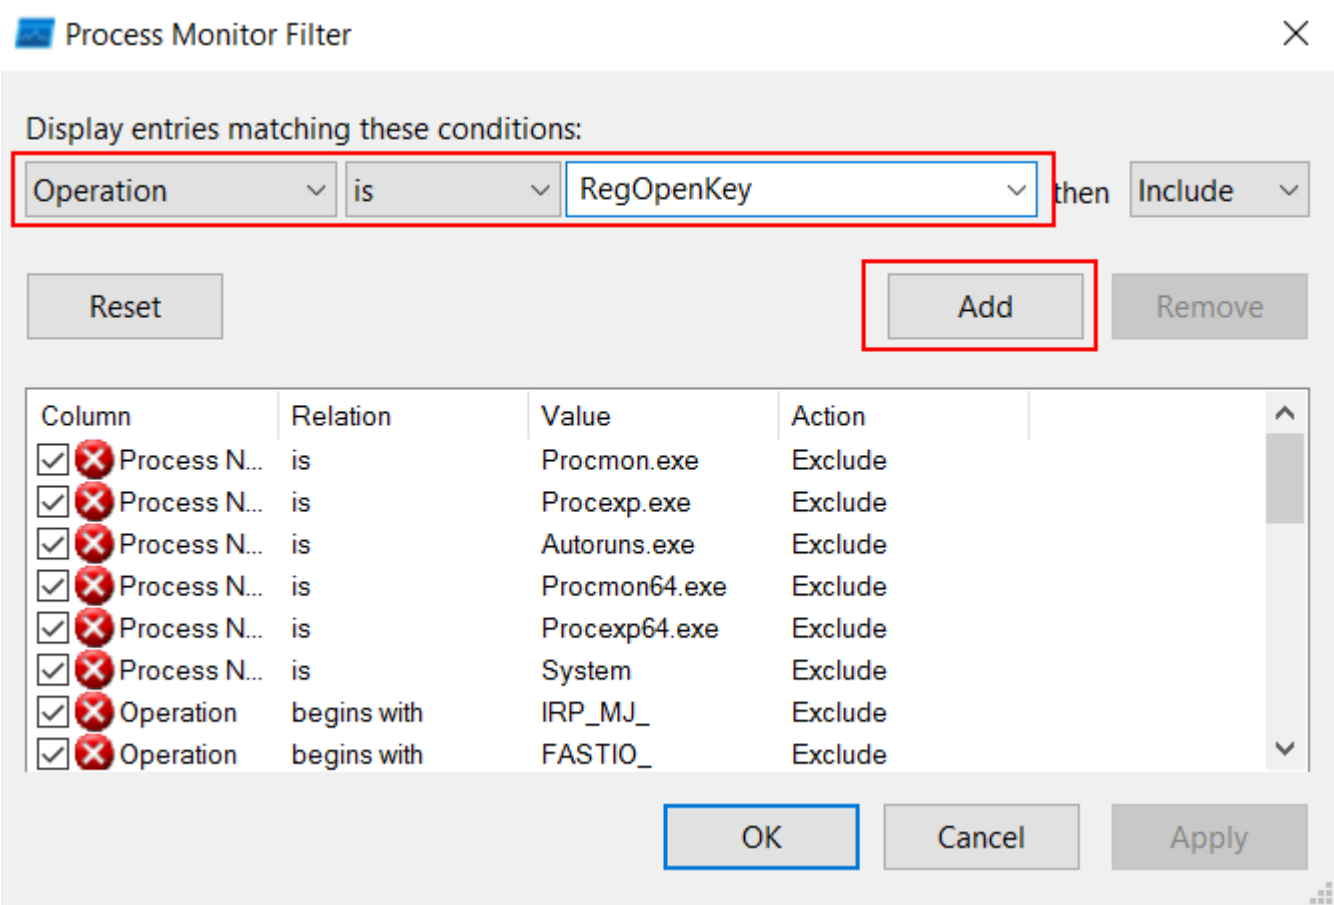 Process Monitor Filter
Display entries matching these conditions:
Operation is RegOpenKey then Include
Reset Add Remove
Column Relation Value Action
Process N... is Procmon.exe Exclude
Process N... is Procexp.exe Exclude
Process N... is Autoruns.exe Exclude
Process N... is Procmon64.exe Exclude
Process N... is Procexp64.exe Exclude
Process N... is System Exclude
Operation begins with IRP_MJ_ Exclude
Operation begins with FASTIO_ Exclude
OK Cancel Apply